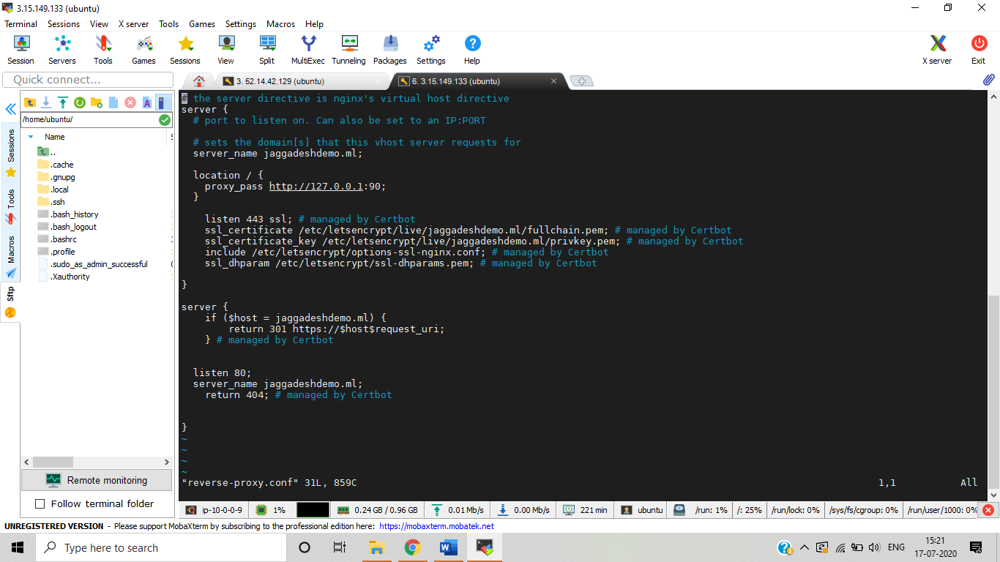 3.15.149.133 (ubuntu)
Terminal Sessions View X server Tools Games Settings Macros Help
Session Servers Tools Games Sessions View Split MultiExec Tunneling Packages Settings Help X server Exit
Quick connect...
3. 52.14.42.129 (ubuntu)
6. 3.15.149.133 (ubuntu)
/home/ubuntu/
Name
..
.cache
.gnupg
.local
.ssh
.bash_history
.bash_logout
.bashrc
.profile
.sudo_as_admin_successful
.Xauthority
Sessions
Tools
Macros
Sftp
Remote monitoring
Follow terminal folder
# the server directive is nginx's virtual host directive
server {
# port to listen on. Can also be set to an IP:PORT
# sets the domain[s] that this vhost server requests for
server_name jaggadeshdemo.ml;
location / {
proxy_pass http://127.0.0.1:90;
}
listen 443 ssl; # managed by Certbot
ssl_certificate /etc/letsencrypt/live/jaggadeshdemo.ml/fullchain.pem; # managed by Certbot
ssl_certificate_key /etc/letsencrypt/live/jaggadeshdemo.ml/privkey.pem; # managed by Certbot
include /etc/letsencrypt/options-ssl-nginx.conf; # managed by Certbot
ssl_dhparam /etc/letsencrypt/ssl-dhparams.pem; # managed by Certbot
}
server {
if ($host = jaggadeshdemo.ml) {
return 301 https://$host$request_uri;
} # managed by Certbot
listen 80;
server_name jaggadeshdemo.ml;
return 404; # managed by Certbot
}
~
~
~
~
"reverse-proxy.conf" 31L, 859C 1,1 All
ip-10-0-0-9 1% 0.24 GB / 0.96 GB 0.01 Mb/s 0.00 Mb/s 221 min ubuntu /run: 1% /: 25% /run/lock: 0% /sys/fs/cgroup: 0% /run/user/1000: 0%
UNREGISTERED VERSION - Please support MobaXterm by subscribing to the professional edition here: https://mobaxterm.mobatek.net
Type here to search
ENG
15:21
17-07-2020